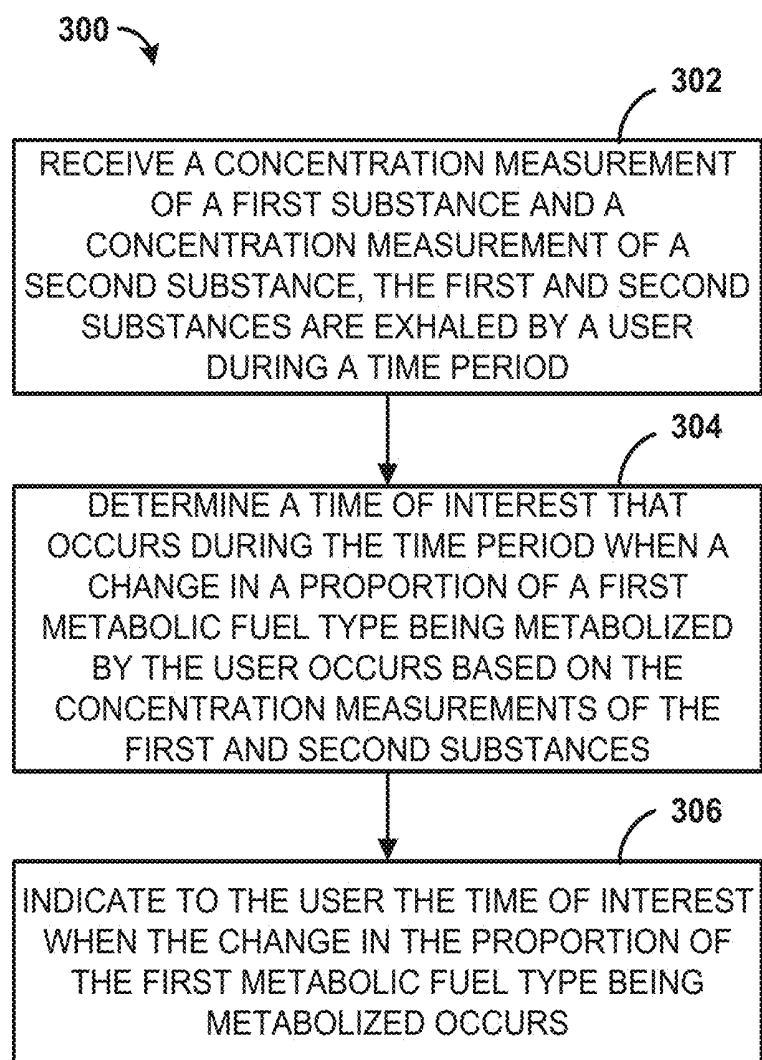 300
302
RECEIVE A CONCENTRATION MEASUREMENT
OF A FIRST SUBSTANCE AND A
CONCENTRATION MEASUREMENT OF A
SECOND SUBSTANCE, THE FIRST AND SECOND
SUBSTANCES ARE EXHALED BY A USER
DURING A TIME PERIOD
304
DETERMINE A TIME OF INTEREST THAT
OCCURS DURING THE TIME PERIOD WHEN A
CHANGE IN A PROPORTION OF A FIRST
METABOLIC FUEL TYPE BEING METABOLIZED
BY THE USER OCCURS BASED ON THE
CONCENTRATION MEASUREMENTS OF THE
FIRST AND SECOND SUBSTANCES
306
INDICATE TO THE USER THE TIME OF INTEREST
WHEN THE CHANGE IN THE PROPORTION OF
THE FIRST METABOLIC FUEL TYPE BEING
METABOLIZED OCCURS